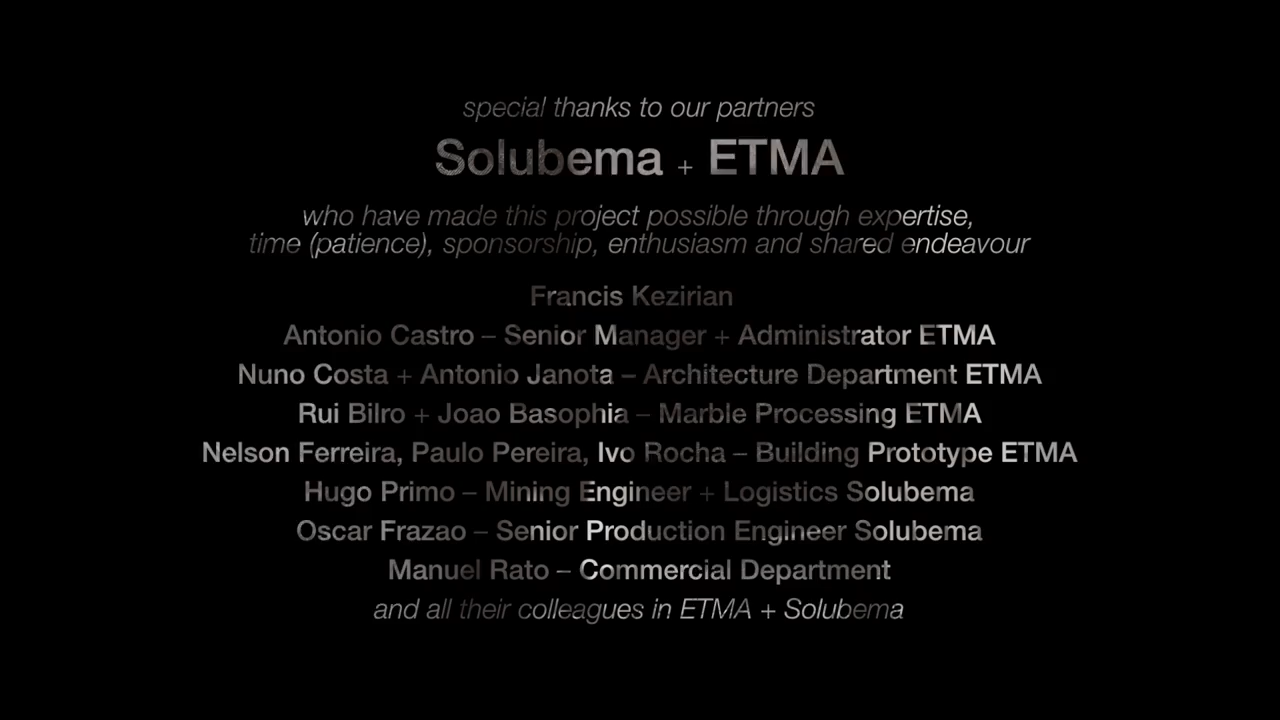 special thanks to our partners
Solubema + ETMA
who have made this project possible through expertise,
time (patience), sponsorship, enthusiasm and shared endeavour
Francis Kezirian
Antonio Castro – Senior Manager + Administrator ETMA
Nuno Costa + Antonio Janota – Architecture Department ETMA
Rui Bilro + Joao Basophia – Marble Processing ETMA
Nelson Ferreira, Paulo Pereira, Ivo Rocha – Building Prototype ETMA
Hugo Primo – Mining Engineer + Logistics Solubema
Oscar Frazao – Senior Production Engineer Solubema
Manuel Rato – Commercial Department
and all their colleagues in ETMA + Solubema